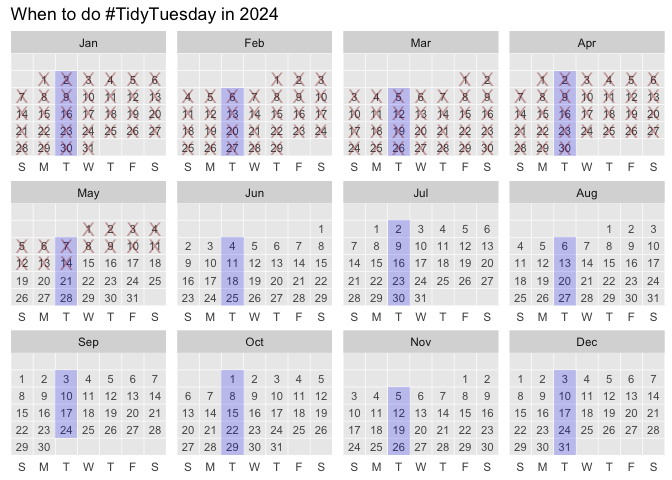 When to do #TidyTuesday in 2024
Jan Feb Mar Apr
1 2 3 4 5 6 1 2 3 1 2 1 2 3 4 5 6
7 8 9 10 11 12 13 4 5 6 7 8 9 10 3 4 5 6 7 8 9 7 8 9 10 11 12 13
14 15 16 17 18 19 20 11 12 13 14 15 16 17 10 11 12 13 14 15 16 14 15 16 17 18 19 20
21 22 23 24 25 26 27 18 19 20 21 22 23 24 17 18 19 20 21 22 23 21 22 23 24 25 26 27
28 29 30 31 25 26 27 28 29 24 25 26 27 28 29 30 28 29 30
S M T W T F S S M T W T F S S M T W T F S S M T W T F S
May Jun Jul Aug
1 2 3 4 1 1 2 3 4 5 6 1 2 3
5 6 7 8 9 10 11 2 3 4 5 6 7 8 7 8 9 10 11 12 13 4 5 6 7 8 9 10
12 13 14 15 16 17 18 9 10 11 12 13 14 15 14 15 16 17 18 19 20 11 12 13 14 15 16 17
19 20 21 22 23 24 25 16 17 18 19 20 21 22 21 22 23 24 25 26 27 18 19 20 21 22 23 24
26 27 28 29 30 31 23 24 25 26 27 28 29 28 29 30 31 25 26 27 28 29 30 31
S M T W T F S S M T W T F S S M T W T F S S M T W T F S
Sep Oct Nov Dec
1 2 3 4 5 6 7 1 2 3 4 5 1 2 1 2 3 4 5 6 7
8 9 10 11 12 13 14 6 7 8 9 10 11 12 3 4 5 6 7 8 9 8 9 10 11 12 13 14
15 16 17 18 19 20 21 13 14 15 16 17 18 19 10 11 12 13 14 15 16 15 16 17 18 19 20 21
22 23 24 25 26 27 28 20 21 22 23 24 25 26 17 18 19 20 21 22 23 22 23 24 25 26 27 28
29 30 27 28 29 30 31 24 25 26 27 28 29 30 29 30 31
S M T W T F S S M T W T F S S M T W T F S S M T W T F S